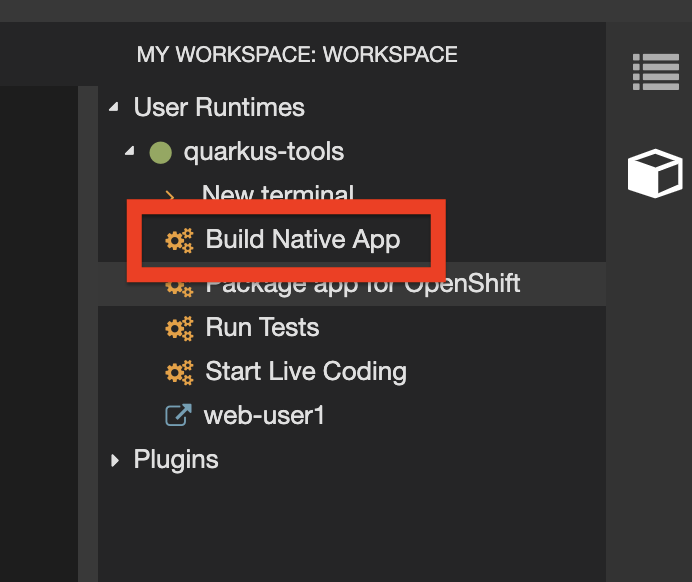 MY WORKSPACE: WORKSPACE
User Runtimes
quarkus-tools
New terminal
Build Native App
Package app for OpenShift
Run Tests
Start Live Coding
web-user1
Plugins